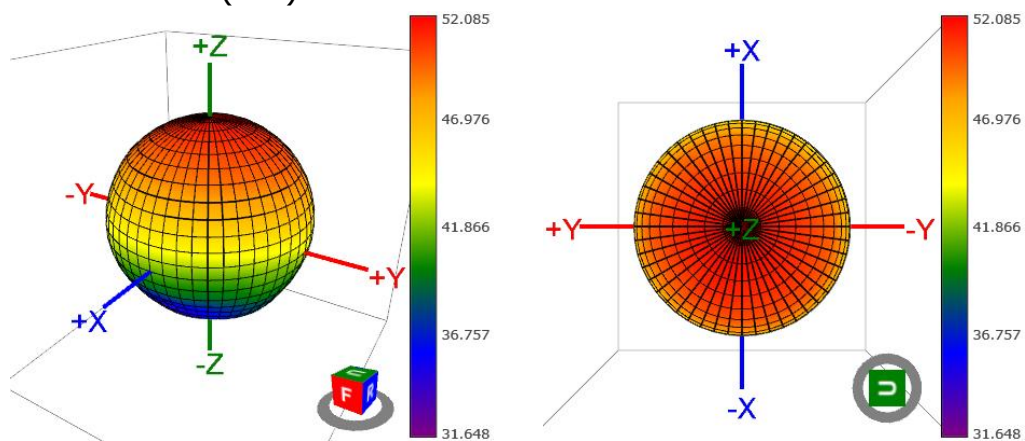 +Z
-Y
+Y
+X
-Z
F
R
52.085
46.976
41.866
36.757
31.648
+X
+Y
+Z
-Y
-X
52.085
46.976
41.866
36.757
31.648